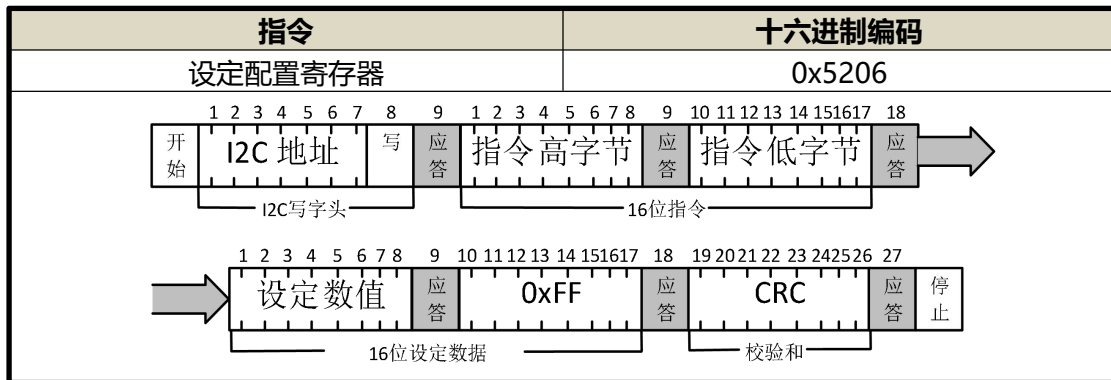 指令 十六进制编码
设定配置寄存器 0x5206
1 2 3 4 5 6 7 8 9 1 2 3 4 5 6 7 8 9 10 11 12 13 14 15 16 17 18
开始 I2C 地址 写 应答 指令高字节 应答 指令低字节 应答
I2C写字头 16位指令
1 2 3 4 5 6 7 8 9 10 11 12 13 14 15 16 17 18 19 20 21 22 23 24 25 26 27
设定数值 应答 0xFF 应答 CRC 应答 停止
16位设定数据 校验和